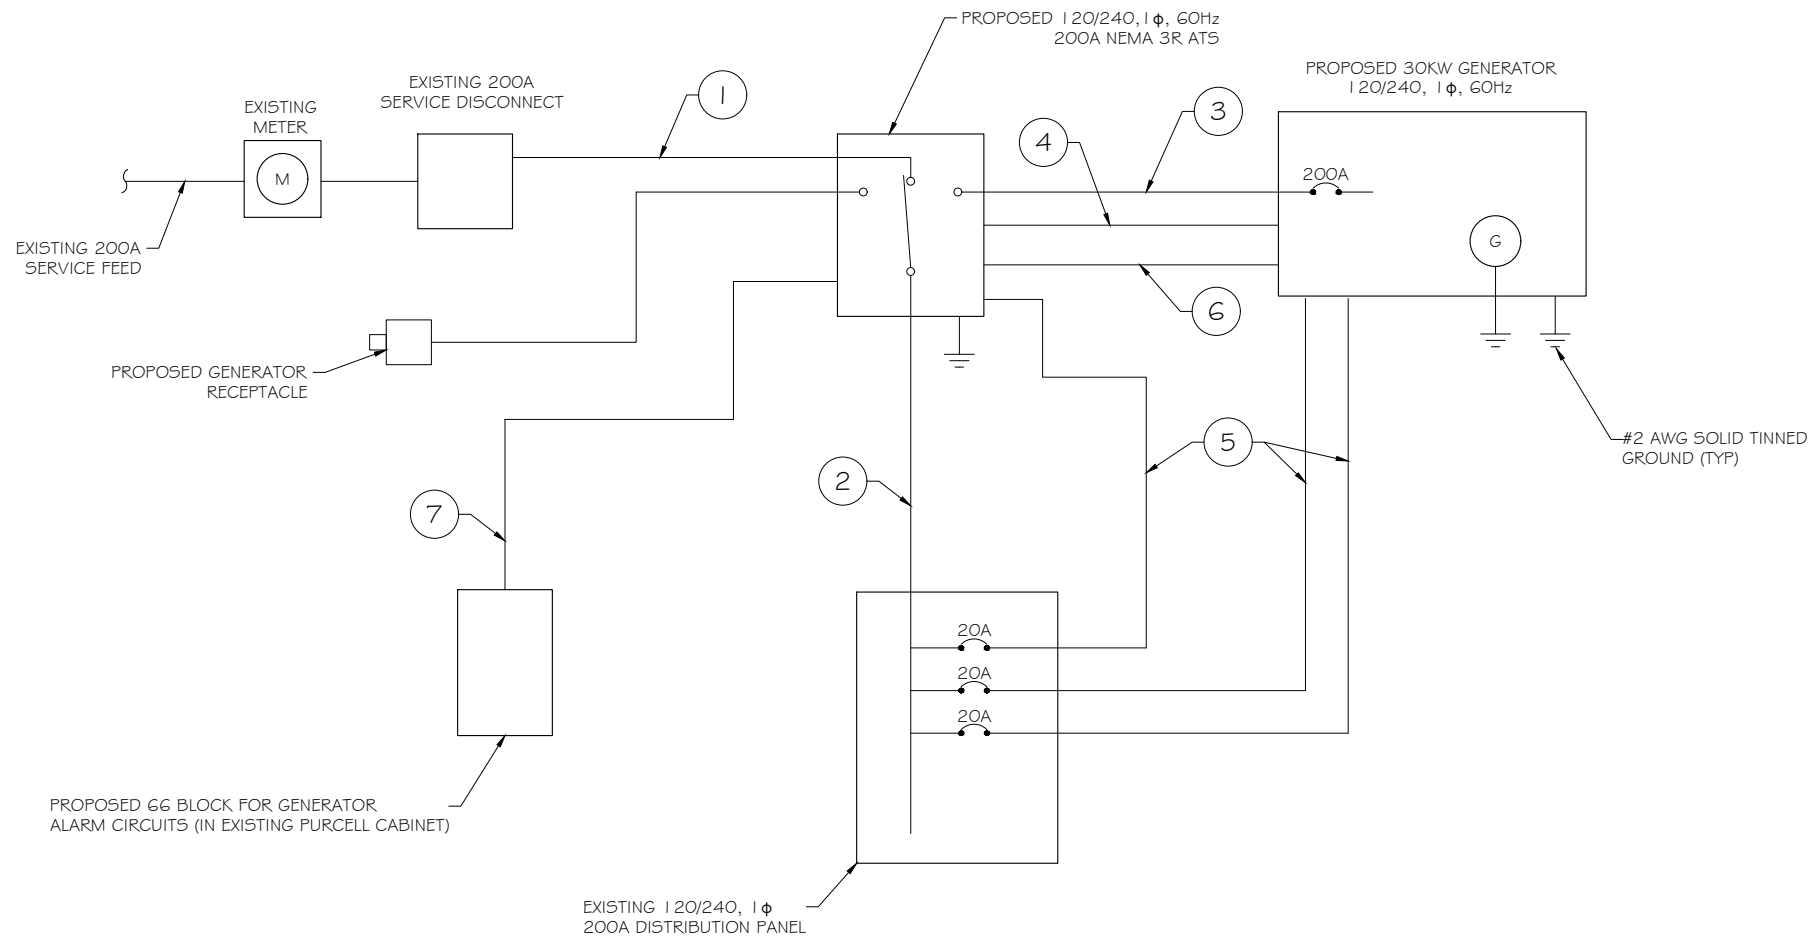 PROPOSED 120/240, 1ϕ, 60Hz
200A NEMA 3R ATS
PROPOSED 30KW GENERATOR
120/240, 1ϕ, 60Hz
EXISTING 200A
SERVICE DISCONNECT
EXISTING
METER
1
3
4
M
200A
G
EXISTING 200A
SERVICE FEED
6
PROPOSED GENERATOR
RECEPTACLE
5
#2 AWG SOLID TINNED
GROUND (TYP)
2
7
20A
20A
20A
PROPOSED 66 BLOCK FOR GENERATOR
ALARM CIRCUITS (IN EXISTING PURCELL CABINET)
EXISTING 120/240, 1ϕ
200A DISTRIBUTION PANEL